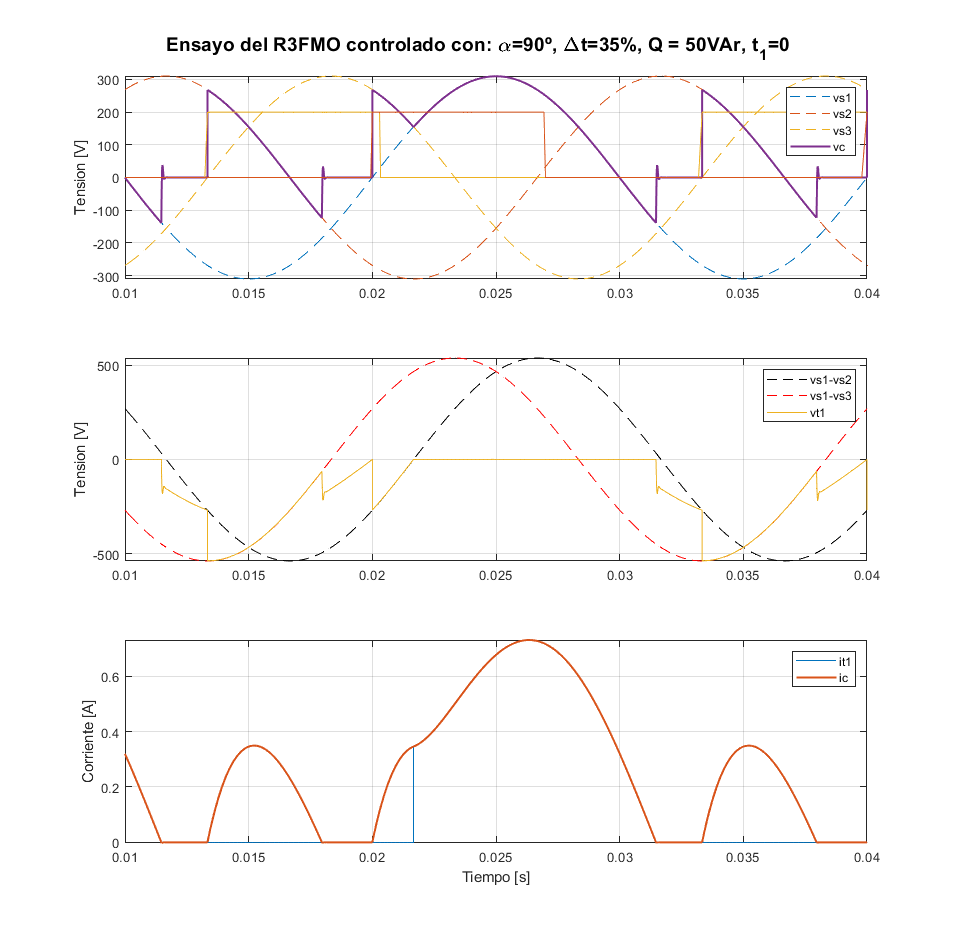 Ensayo del R3FMO controlado con: α=90º, Δt=35%, Q = 50VAr, t₁=0
300
200
100
0
-100
-200
-300
Tension [V]
vs1
vs2
vs3
vc
0.01 0.015 0.02 0.025 0.03 0.035 0.04
500
0
-500
Tension [V]
vs1-vs2
vs1-vs3
vt1
0.01 0.015 0.02 0.025 0.03 0.035 0.04
0.6
0.4
0.2
0
Corriente [A]
it1
ic
0.01 0.015 0.02 0.025 0.03 0.035 0.04
Tiempo [s]